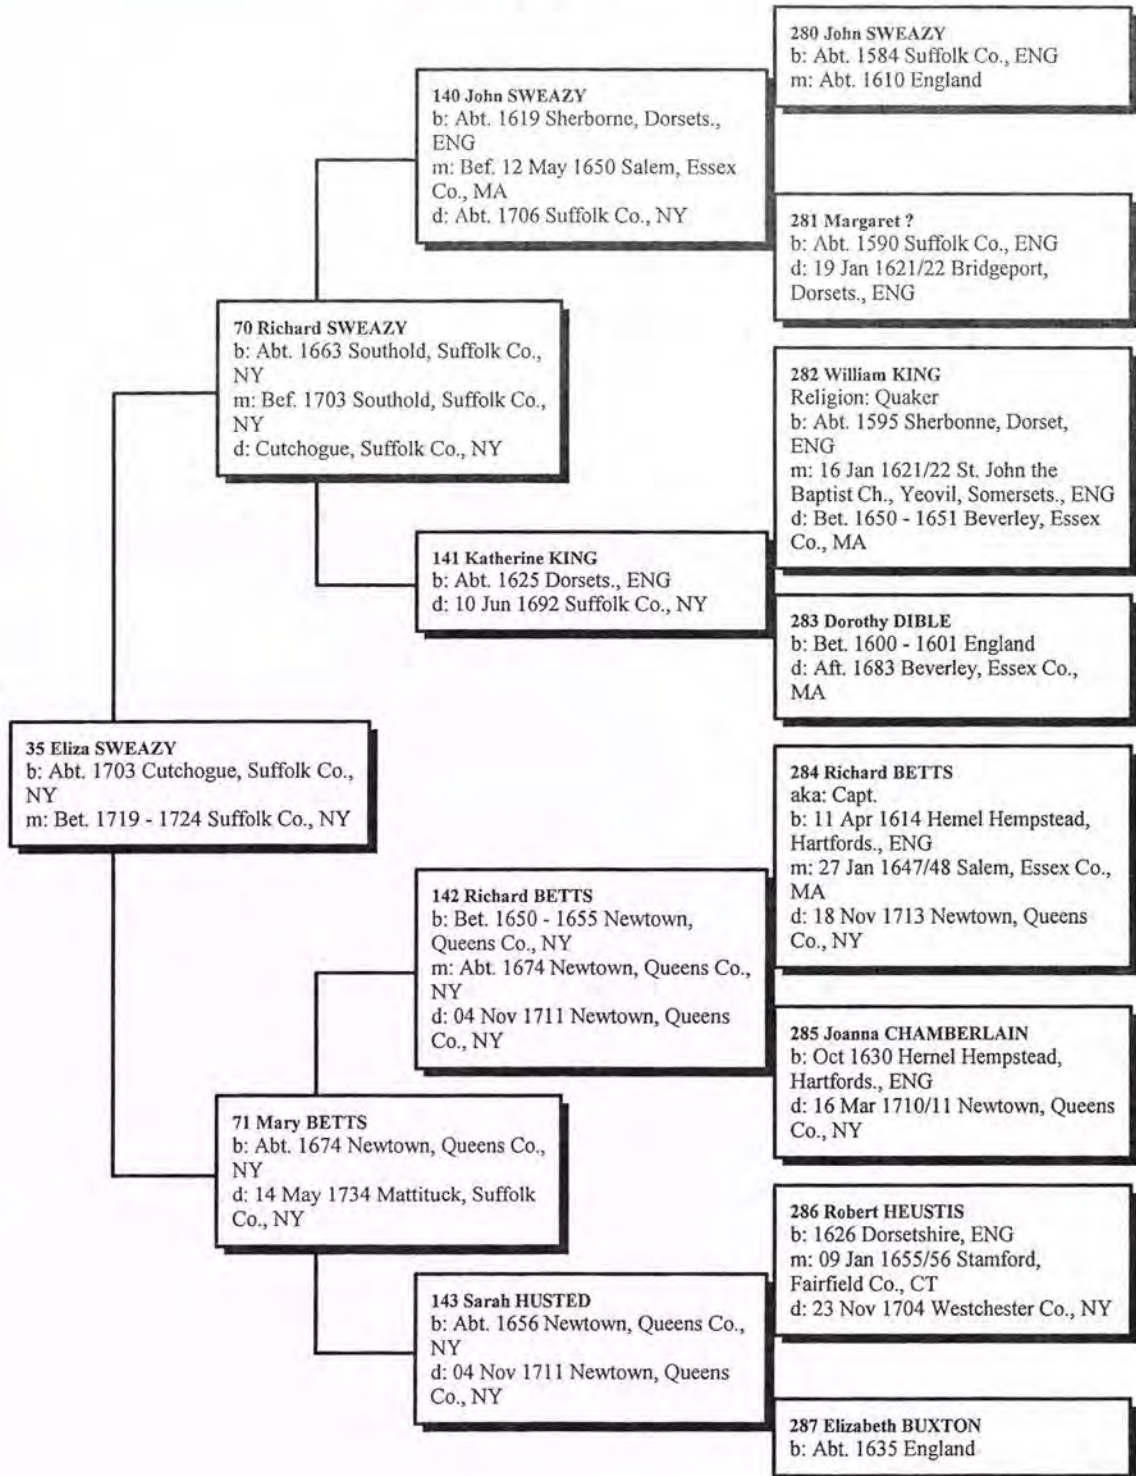 280 John SWEAZY
b: Abt. 1584 Suffolk Co., ENG
m: Abt. 1610 England
140 John SWEAZY
b: Abt. 1619 Sherborne, Dorsets.,
ENG
m: Bef. 12 May 1650 Salem, Essex
Co., MA
d: Abt. 1706 Suffolk Co., NY
281 Margaret ?
b: Abt. 1590 Suffolk Co., ENG
d: 19 Jan 1621/22 Bridgeport,
Dorsets., ENG
70 Richard SWEAZY
b: Abt. 1663 Southold, Suffolk Co.,
NY
m: Bef. 1703 Southold, Suffolk Co.,
NY
d: Cutchogue, Suffolk Co., NY
282 William KING
Religion: Quaker
b: Abt. 1595 Sherbonne, Dorset,
ENG
m: 16 Jan 1621/22 St. John the
Baptist Ch., Yeovil, Somersets., ENG
d: Bet. 1650 - 1651 Beverley, Essex
Co., MA
141 Katherine KING
b: Abt. 1625 Dorsets., ENG
d: 10 Jun 1692 Suffolk Co., NY
283 Dorothy DIBLE
b: Bet. 1600 - 1601 England
d: Aft. 1683 Beverley, Essex Co.,
MA
35 Eliza SWEAZY
b: Abt. 1703 Cutchogue, Suffolk Co.,
NY
m: Bet. 1719 - 1724 Suffolk Co., NY
284 Richard BETTS
aka: Capt.
b: 11 Apr 1614 Hemel Hempstead,
Hartfords., ENG
m: 27 Jan 1647/48 Salem, Essex Co.,
MA
d: 18 Nov 1713 Newtown, Queens
Co., NY
142 Richard BETTS
b: Bet. 1650 - 1655 Newtown,
Queens Co., NY
m: Abt. 1674 Newtown, Queens Co.,
NY
d: 04 Nov 1711 Newtown, Queens
Co., NY
285 Joanna CHAMBERLAIN
b: Oct 1630 Hernel Hempstead,
Hartfords., ENG
d: 16 Mar 1710/11 Newtown, Queens
Co., NY
71 Mary BETTS
b: Abt. 1674 Newtown, Queens Co.,
NY
d: 14 May 1734 Mattituck, Suffolk
Co., NY
286 Robert HEUSTIS
b: 1626 Dorsetshire, ENG
m: 09 Jan 1655/56 Stamford,
Fairfield Co., CT
d: 23 Nov 1704 Westchester Co., NY
143 Sarah HUSTED
b: Abt. 1656 Newtown, Queens Co.,
NY
d: 04 Nov 1711 Newtown, Queens
Co., NY
287 Elizabeth BUXTON
b: Abt. 1635 England